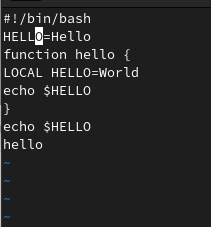 #!/bin/bash
HELLO=Hello
function hello {
LOCAL HELLO=World
echo $HELLO
}
echo $HELLO
hello
~
~
~
~